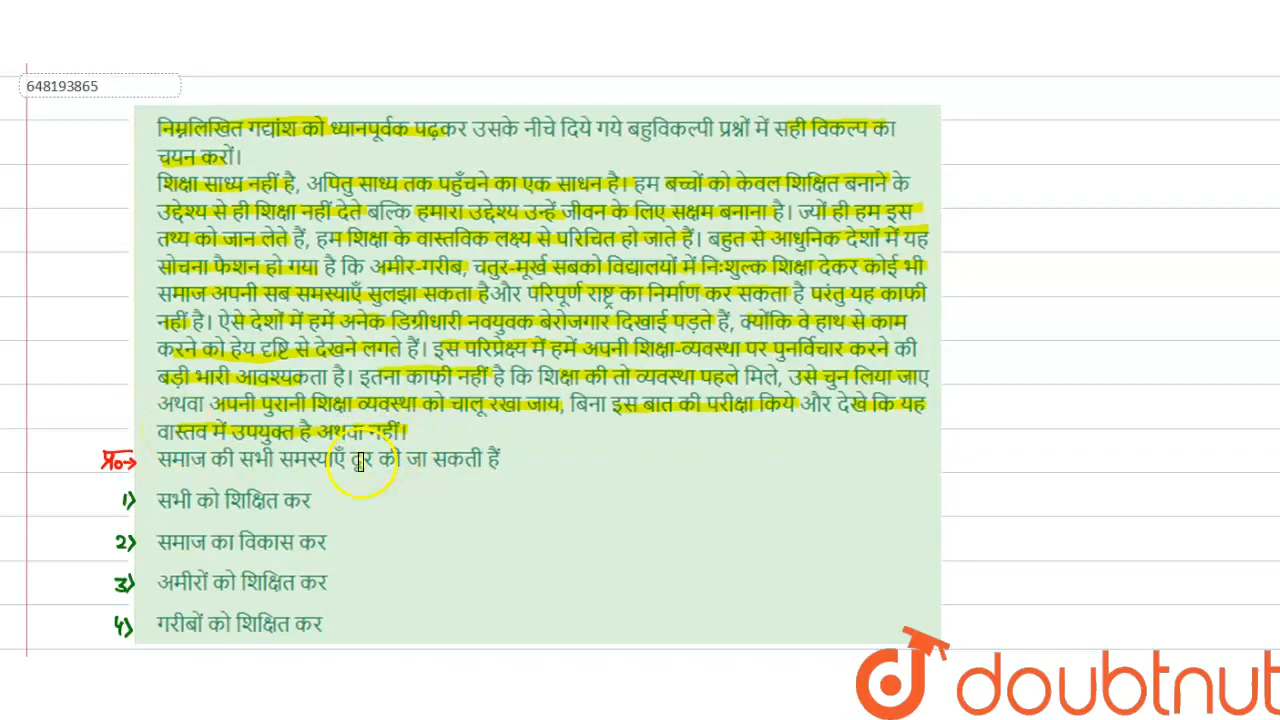 648193865
निम्नलिखित गद्यांश को ध्यानपूर्वक पढ़कर उसके नीचे दिये गये बहुविकल्पी प्रश्नों में सही विकल्प का
चयन करों।
शिक्षा साध्य नहीं है, अपितु साध्य तक पहुँचने का एक साधन है। हम बच्चों को केवल शिक्षित बनाने के
उद्देश्य से ही शिक्षा नहीं देते बल्कि हमारा उद्देश्य उन्हें जीवन के लिए सक्षम बनाना है। ज्यों ही हम इस
तथ्य को जान लेते हैं, हम शिक्षा के वास्तविक लक्ष्य से परिचित हो जाते हैं। बहुत से आधुनिक देशों में यह
सोचना फैशन हो गया है कि अमीर-गरीब, चतुर-मूर्ख सबको विद्यालयों में निःशुल्क शिक्षा देकर कोई भी
समाज अपनी सब समस्याएँ सुलझा सकता हैऔर परिपूर्ण राष्ट्र का निर्माण कर सकता है परंतु यह काफी
नहीं है। ऐसे देशों में हमें अनेक डिग्रीधारी नवयुवक बेरोजगार दिखाई पड़ते हैं, क्योंकि वे हाथ से काम
करने को हेय दृष्टि से देखने लगते हैं। इस परिप्रेक्ष्य में हमें अपनी शिक्षा-व्यवस्था पर पुनर्विचार करने की
बड़ी भारी आवश्यकता है। इतना काफी नहीं है कि शिक्षा की तो व्यवस्था पहले मिले, उसे चुन लिया जाए
अथवा अपनी पुरानी शिक्षा व्यवस्था को चालू रखा जाय, बिना इस बात की परीक्षा किये और देखे कि यह
वास्तव में उपयुक्त है अथवा नहीं।
प्र०→ समाज की सभी समस्याएँ दूर की जा सकती हैं
1) सभी को शिक्षित कर
2) समाज का विकास कर
3) अमीरों को शिक्षित कर
4) गरीबों को शिक्षित कर
doubtnut